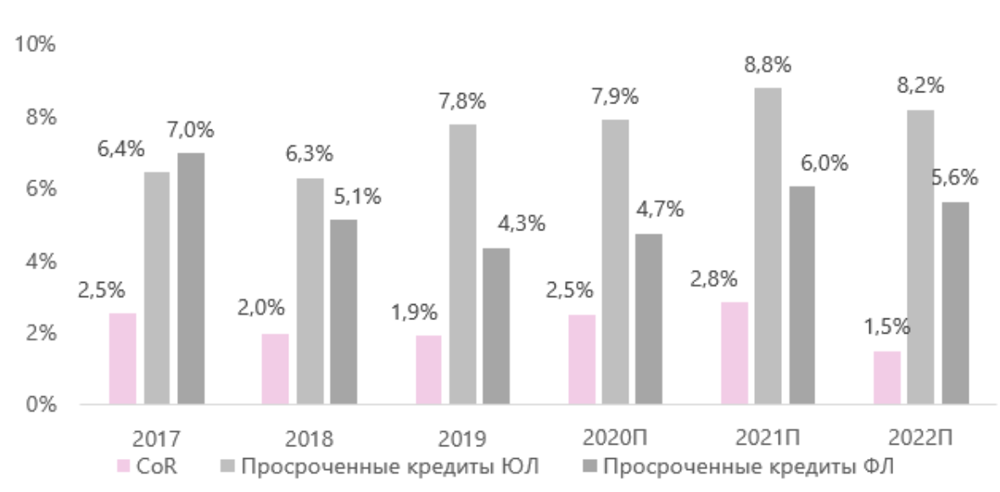 10%
8%
6%
4%
2%
0%
2,5% 6,4% 7,0%
2,0% 6,3% 5,1%
1,9% 7,8% 4,3%
2,5% 7,9% 4,7%
2,8% 8,8% 6,0%
1,5% 8,2% 5,6%
2017 2018 2019 2020П 2021П 2022П
CoR Просроченные кредиты ЮЛ Просроченные кредиты ФЛ